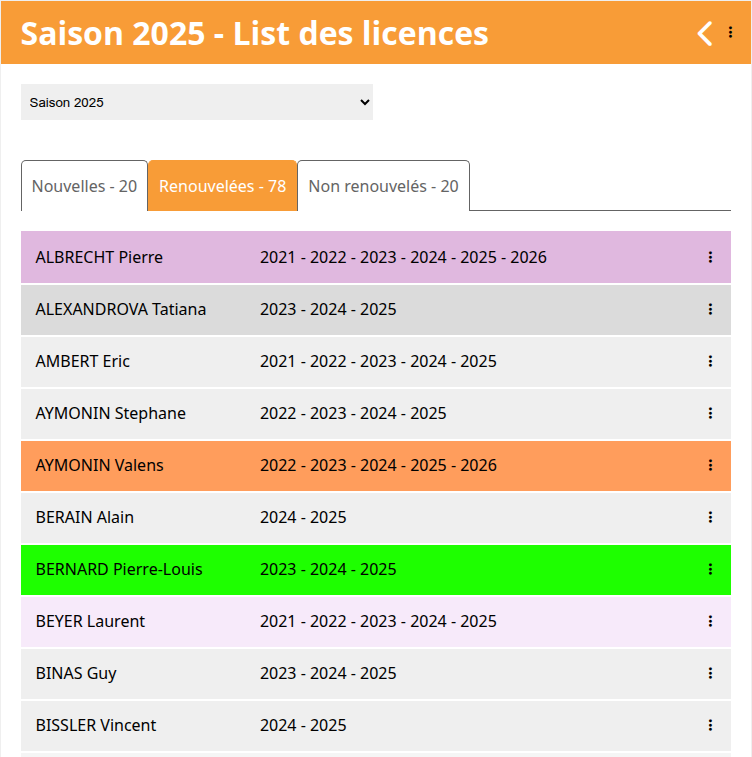 Saison 2025 - List des licences
Saison 2025
Nouvelles - 20 Renouvelées - 78 Non renouvelés - 20
ALBRECHT Pierre 2021 - 2022 - 2023 - 2024 - 2025 - 2026
ALEXANDROVA Tatiana 2023 - 2024 - 2025
AMBERT Eric 2021 - 2022 - 2023 - 2024 - 2025
AYMONIN Stephane 2022 - 2023 - 2024 - 2025
AYMONIN Valens 2022 - 2023 - 2024 - 2025 - 2026
BERAIN Alain 2024 - 2025
BERNARD Pierre-Louis 2023 - 2024 - 2025
BEYER Laurent 2021 - 2022 - 2023 - 2024 - 2025
BINAS Guy 2023 - 2024 - 2025
BISSLER Vincent 2024 - 2025